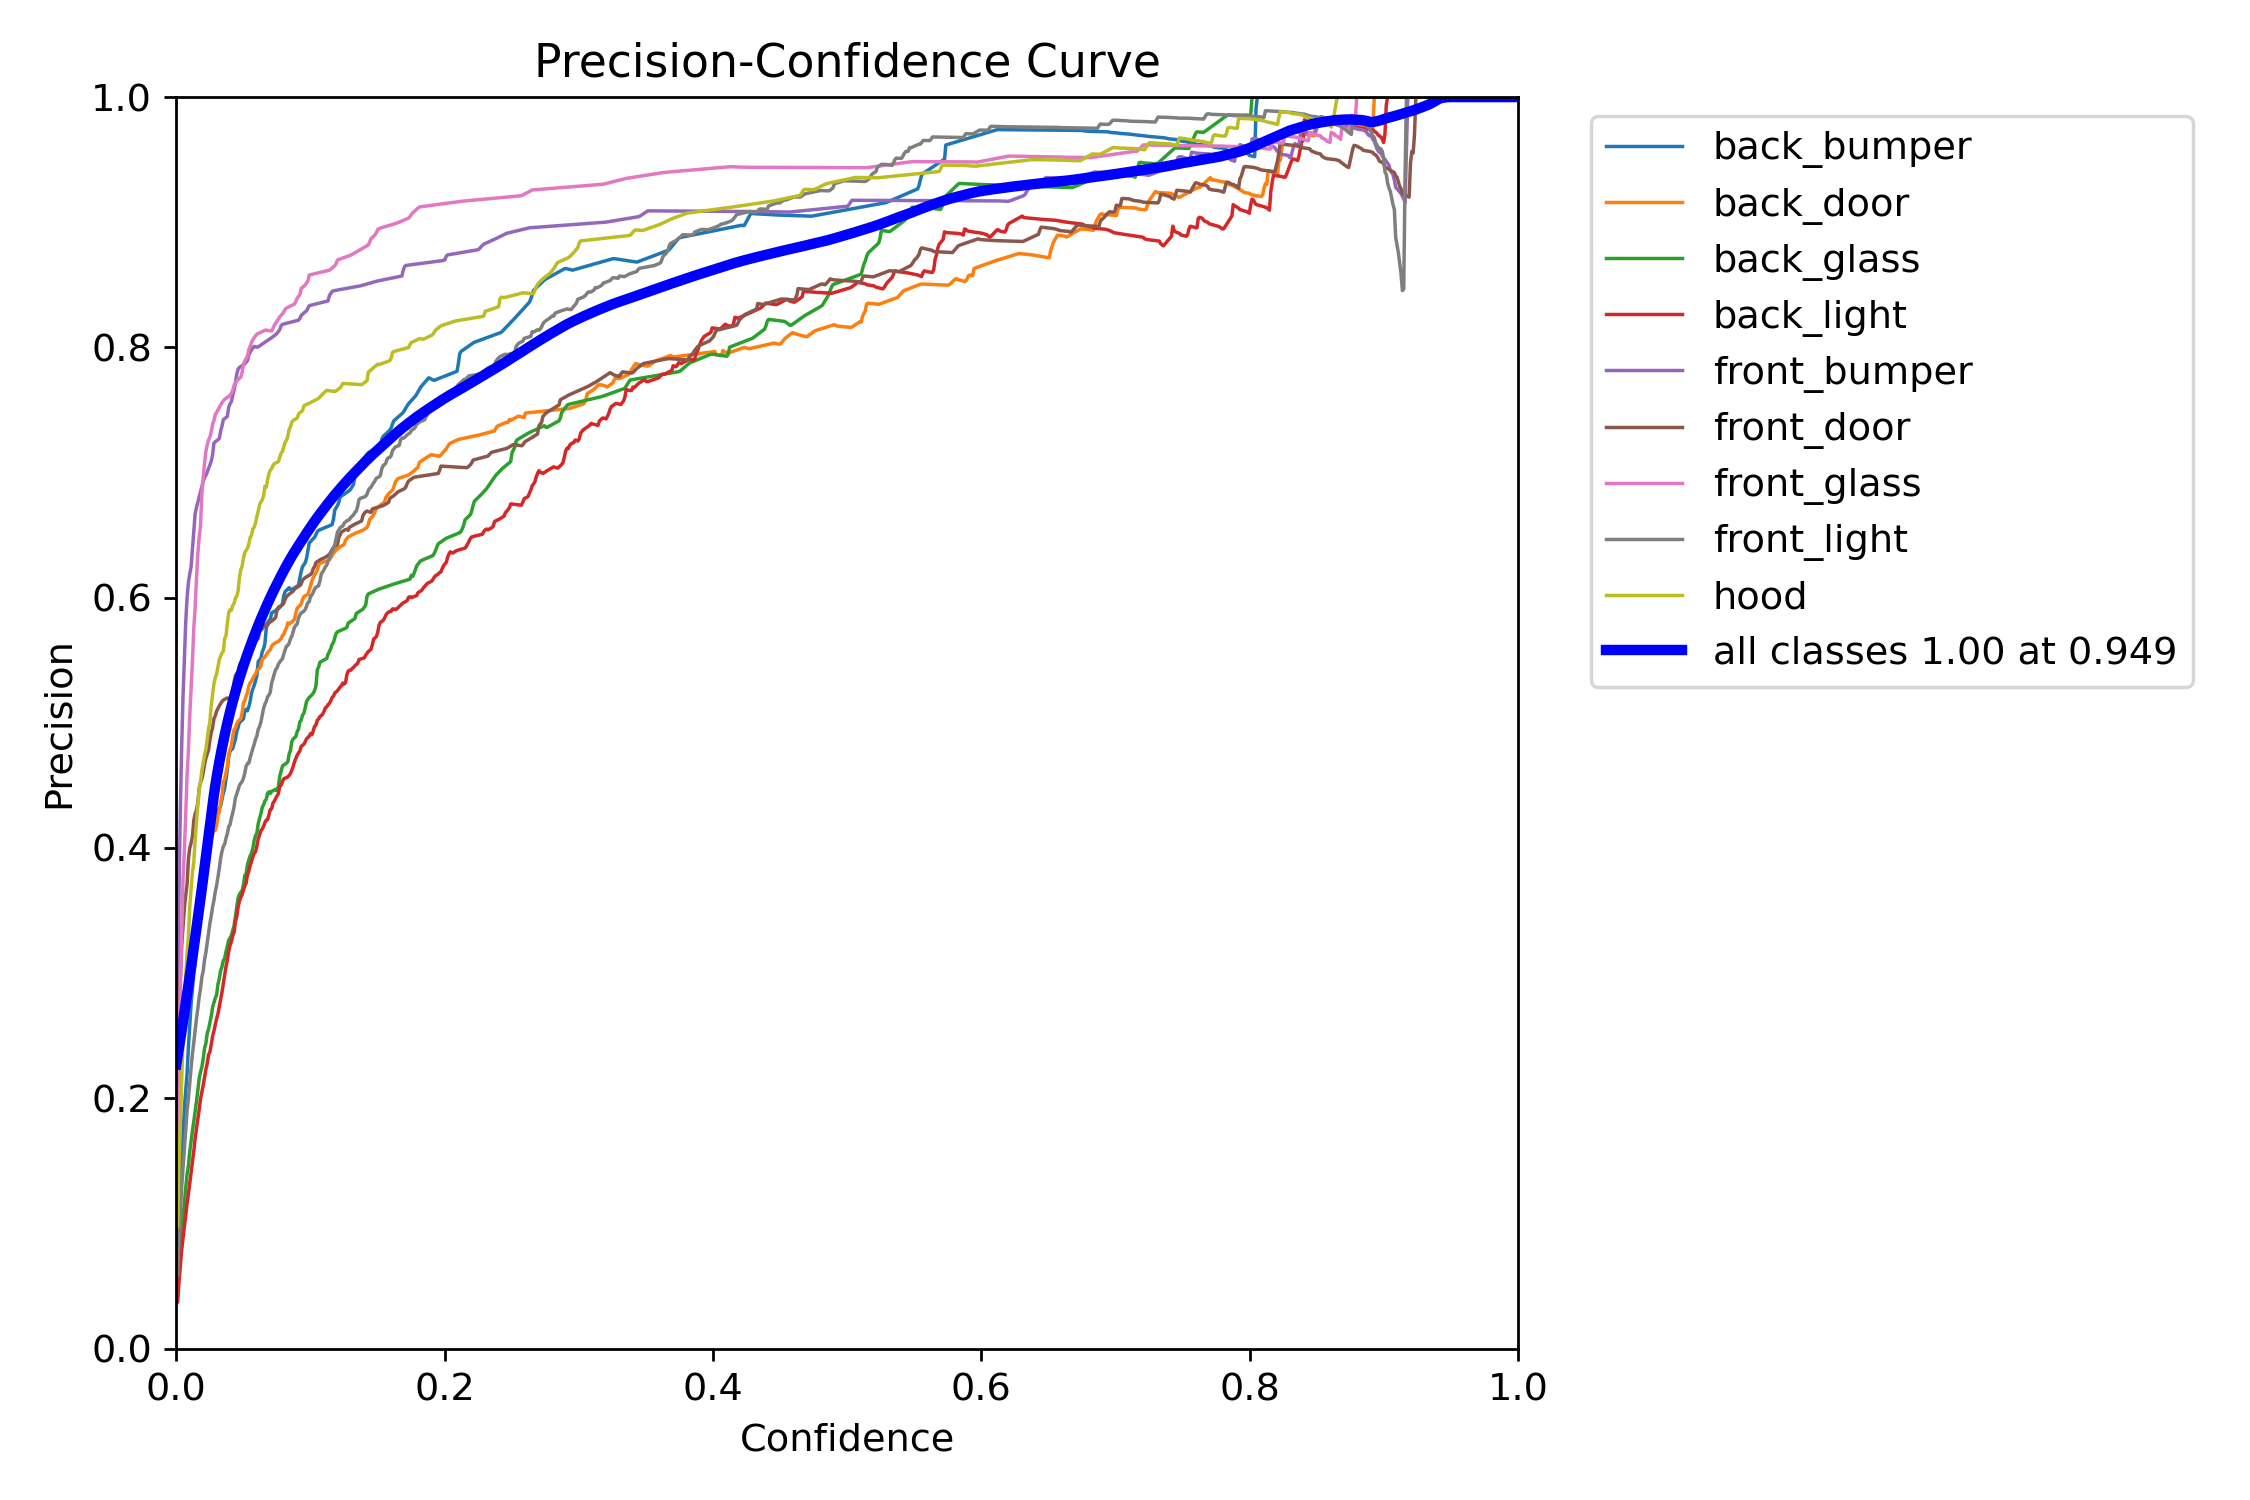 Precision-Confidence Curve
1.0
0.8
0.6
0.4
0.2
0.0
Precision
0.0 0.2 0.4 0.6 0.8 1.0
Confidence
back_bumper
back_door
back_glass
back_light
front_bumper
front_door
front_glass
front_light
hood
all classes 1.00 at 0.949